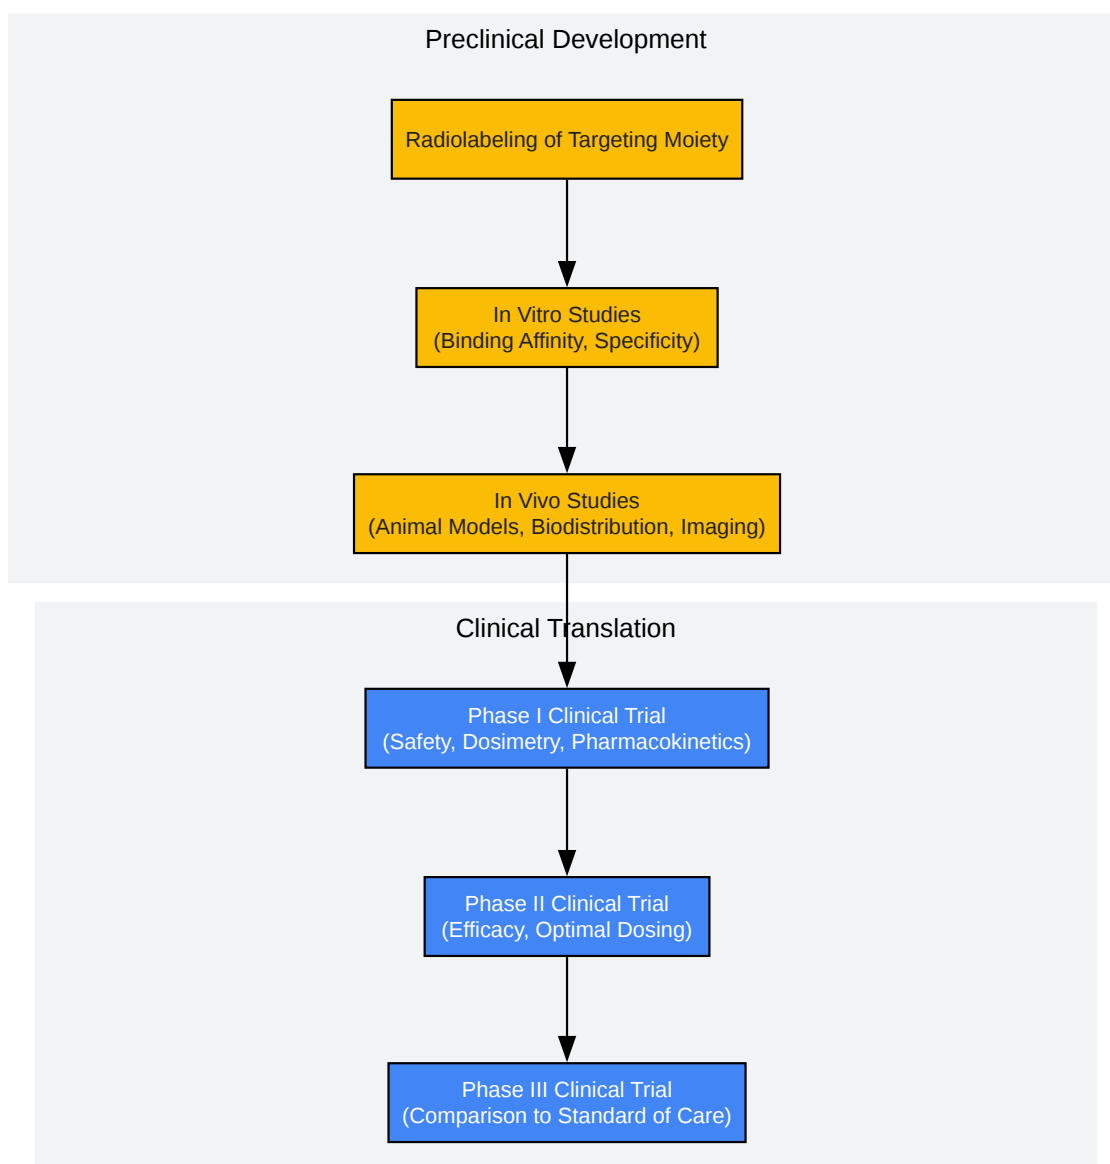 Preclinical Development
Radiolabeling of Targeting Moiety
In Vitro Studies
(Binding Affinity, Specificity)
In Vivo Studies
(Animal Models, Biodistribution, Imaging)
Clinical Translation
Phase I Clinical Trial
(Safety, Dosimetry, Pharmacokinetics)
Phase II Clinical Trial
(Efficacy, Optimal Dosing)
Phase III Clinical Trial
(Comparison to Standard of Care)